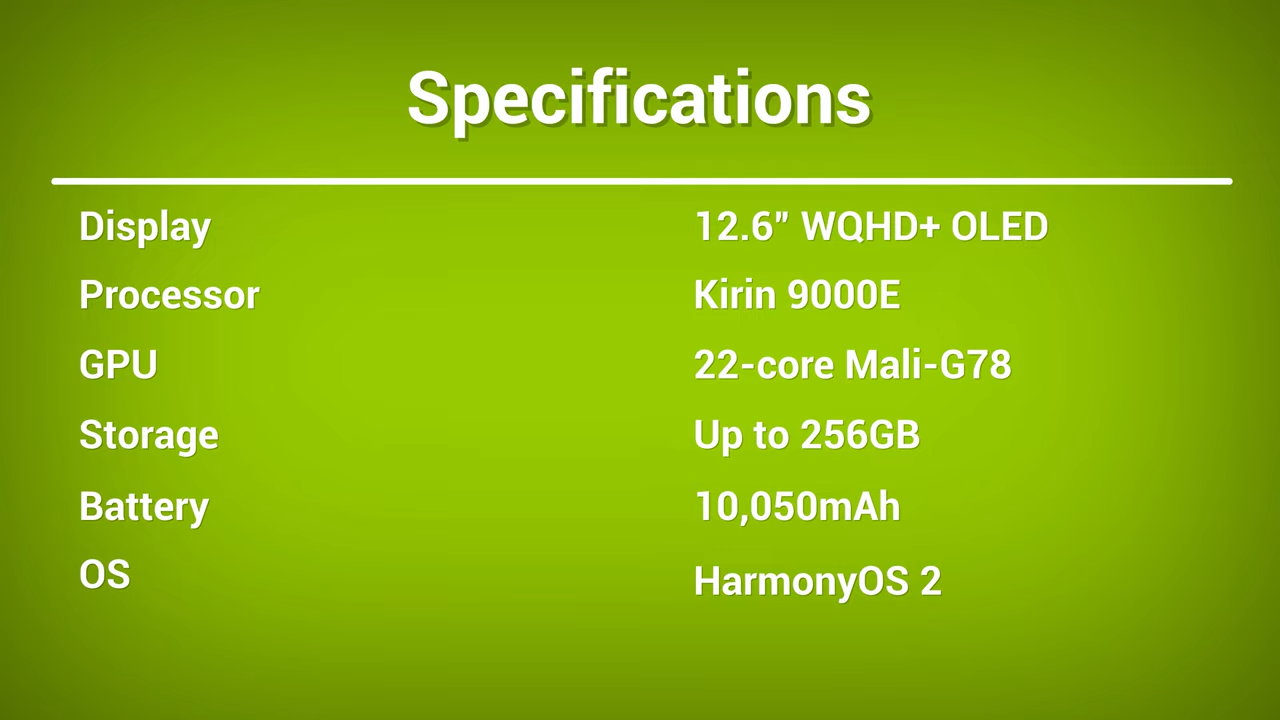 Specifications
Display 12.6" WQHD+ OLED
Processor Kirin 9000E
GPU 22-core Mali-G78
Storage Up to 256GB
Battery 10,050mAh
OS HarmonyOS 2